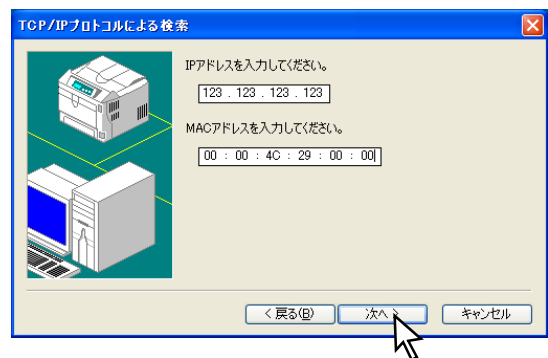 TCP/IPプロトコルによる検索
IPアドレスを入力してください。
123 . 123 . 123 . 123
MACアドレスを入力してください。
00 : 00 : 4C : 29 : 00 : 00
< 戻る(B)
次へ >
キャンセル